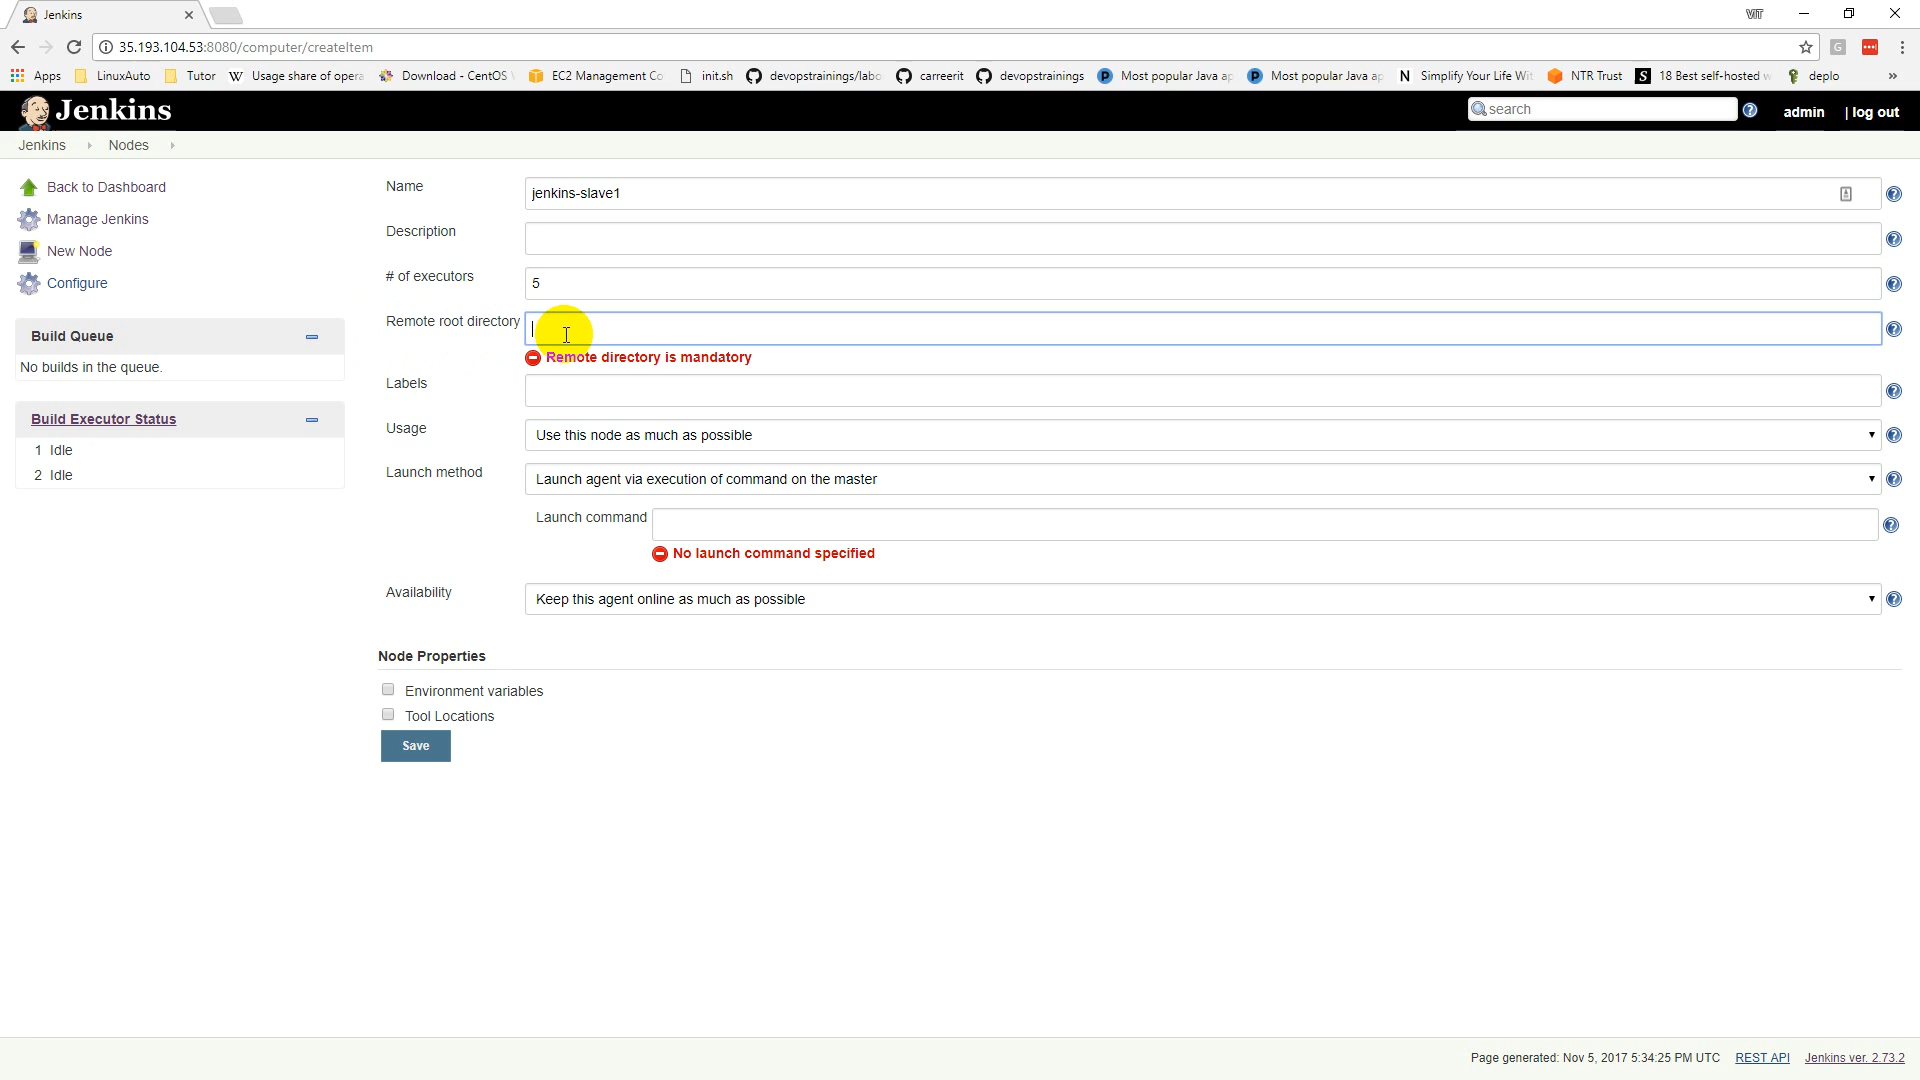 Jenkins
VIT
35.193.104.53:8080/computer/createItem
Apps LinuxAuto Tutor Usage share of opera Download - CentOS EC2 Management Co init.sh devopstrainings/labo carreerit devopstrainings Most popular Java ap Most popular Java ap Simplify Your Life Wi NTR Trust 18 Best self-hosted w deplo »
Jenkins search admin | log out
Jenkins Nodes
Back to Dashboard
Manage Jenkins
New Node
Configure
Build Queue
No builds in the queue.
Build Executor Status
1 Idle
2 Idle
Name jenkins-slave1
Description
# of executors 5
Remote root directory
Remote directory is mandatory
Labels
Usage Use this node as much as possible
Launch method Launch agent via execution of command on the master
Launch command
No launch command specified
Availability Keep this agent online as much as possible
Node Properties
Environment variables
Tool Locations
Save
Page generated: Nov 5, 2017 5:34:25 PM UTC REST API Jenkins ver. 2.73.2